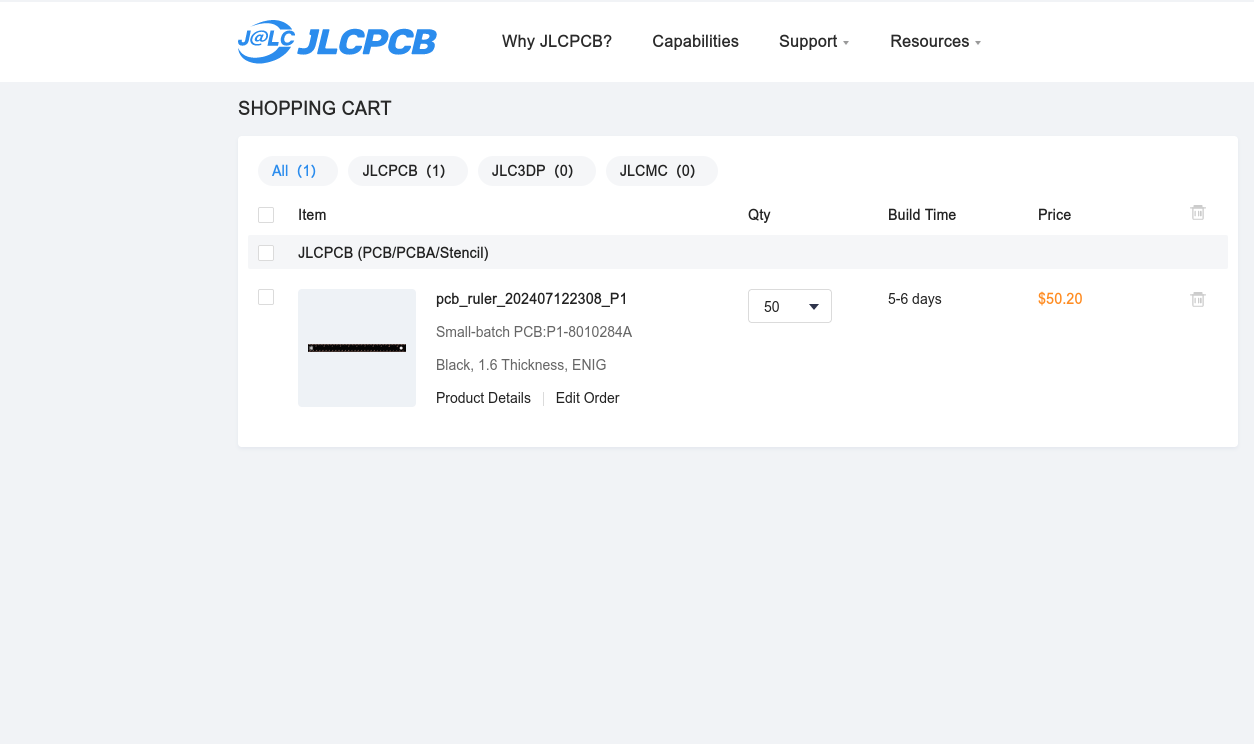 J@LC JLCPCB Why JLCPCB? Capabilities Support Resources
SHOPPING CART
All (1) JLCPCB (1) JLC3DP (0) JLCMC (0)
Item Qty Build Time Price
JLCPCB (PCB/PCBA/Stencil)
pcb_ruler_202407122308_P1 50 5-6 days $50.20
Small-batch PCB:P1-8010284A
Black, 1.6 Thickness, ENIG
Product Details | Edit Order